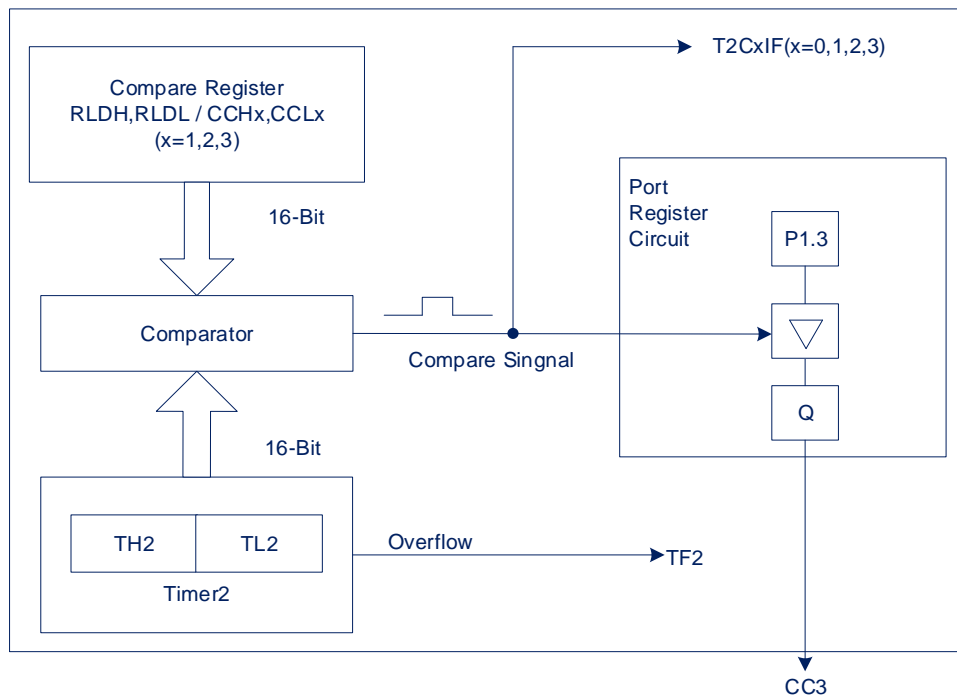 T2CxIF(x=0,1,2,3)
Compare Register
RLDH,RLDL / CCHx,CCLx
(x=1,2,3)
16-Bit
Port
Register
Circuit
P1.3
Comparator
Compare Singnal
Q
16-Bit
TH2
TL2
Timer2
Overflow
TF2
CC3